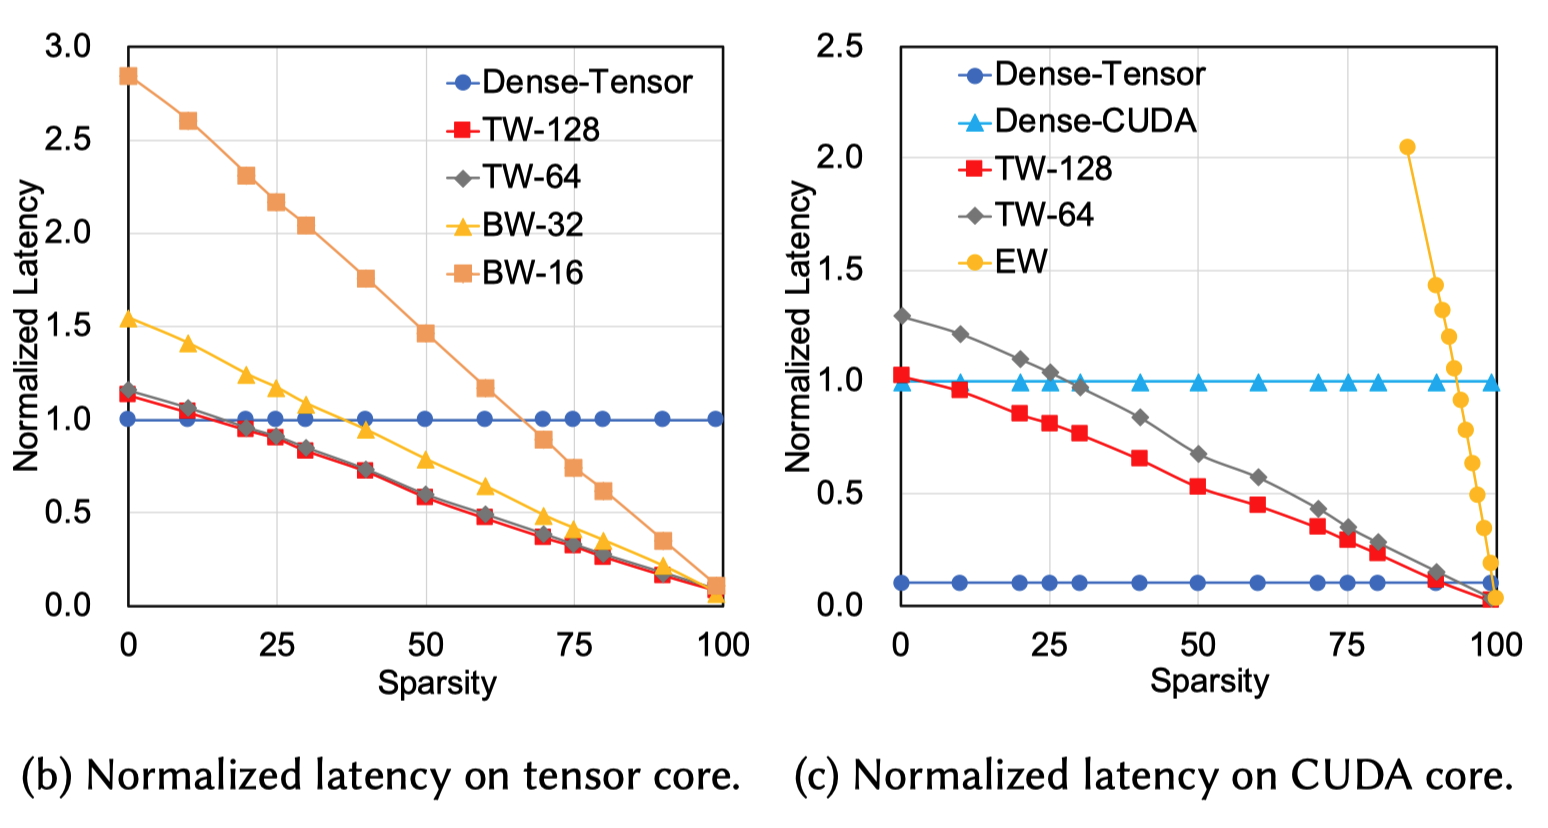 3.0
2.5
2.0
1.5
1.0
0.5
0.0
Normalized Latency
Dense-Tensor
TW-128
TW-64
BW-32
BW-16
0 25 50 75 100
Sparsity
(b) Normalized latency on tensor core.
2.5
2.0
1.5
1.0
0.5
0.0
Normalized Latency
Dense-Tensor
Dense-CUDA
TW-128
TW-64
EW
0 25 50 75 100
Sparsity
(c) Normalized latency on CUDA core.